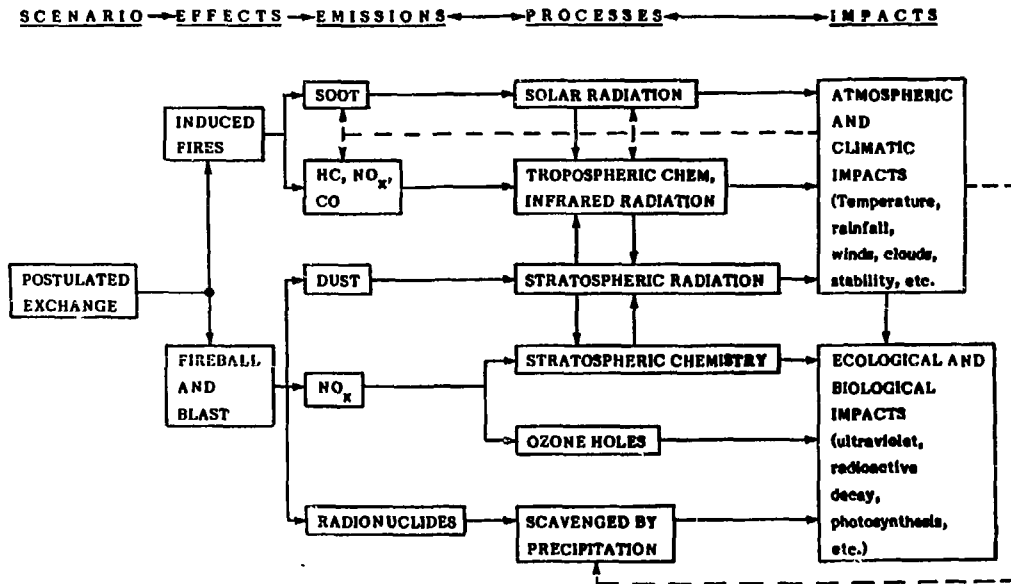 SCENARIO EFFECTS EMISSIONS PROCESSES IMPACTS
POSTULATED
EXCHANGE
INDUCED
FIRES
FIREBALL
AND
BLAST
SOOT
HC, NOx,
CO
DUST
NOx
RADIONUCLIDES
SOLAR RADIATION
TROPOSPHERIC CHEM,
INFRARED RADIATION
STRATOSPHERIC RADIATION
STRATOSPHERIC CHEMISTRY
OZONE HOLES
SCAVENGED BY
PRECIPITATION
ATMOSPHERIC
AND
CLIMATIC
IMPACTS
(Temperature,
rainfall,
winds, clouds,
stability, etc.
ECOLOGICAL AND
BIOLOGICAL
IMPACTS
(ultraviolet,
radioactive
decay,
photosynthesis,
etc.)